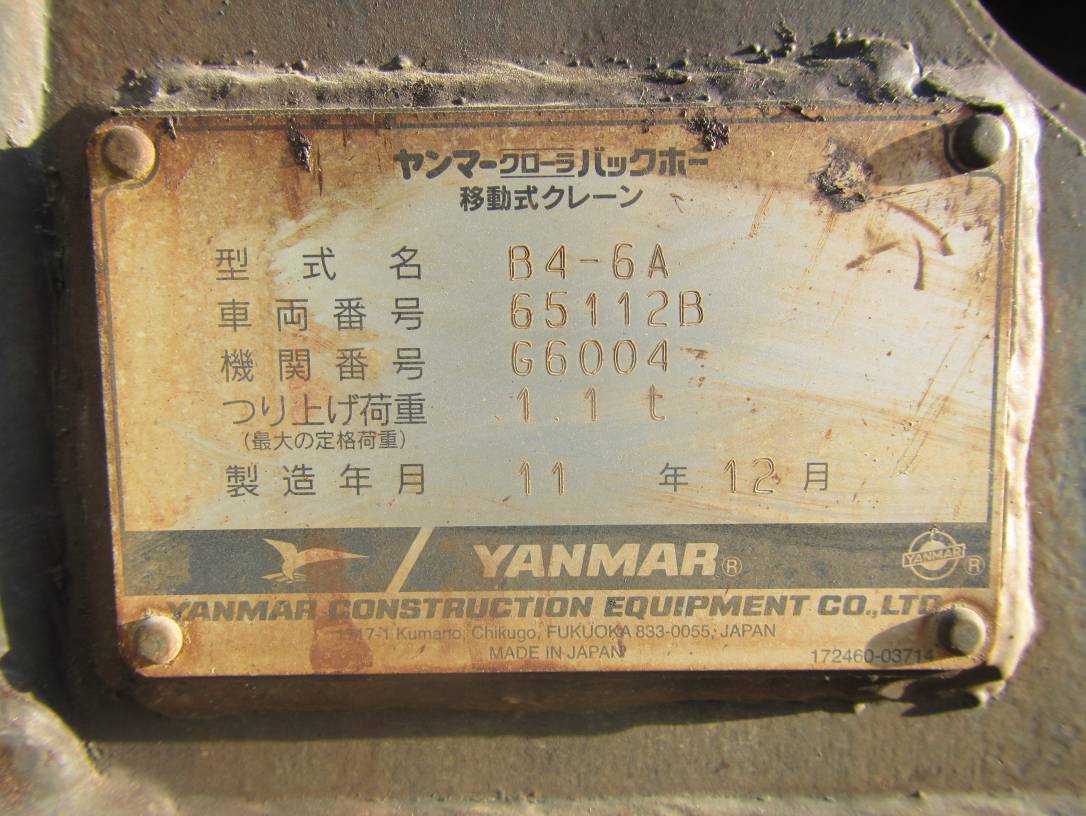 ヤンマークローラバックホー
移動式クレーン
型式名 B4-6A
車両番号 65112B
機関番号 G6004
つり上げ荷重 1.1 t
(最大の定格荷重)
製造年月 11 年 12 月
YANMAR® YANMAR®
YANMAR CONSTRUCTION EQUIPMENT CO.,LTD.
1717-1 Kumano, Chikugo, FUKUOKA 833-0055, JAPAN
MADE IN JAPAN
172460-03714